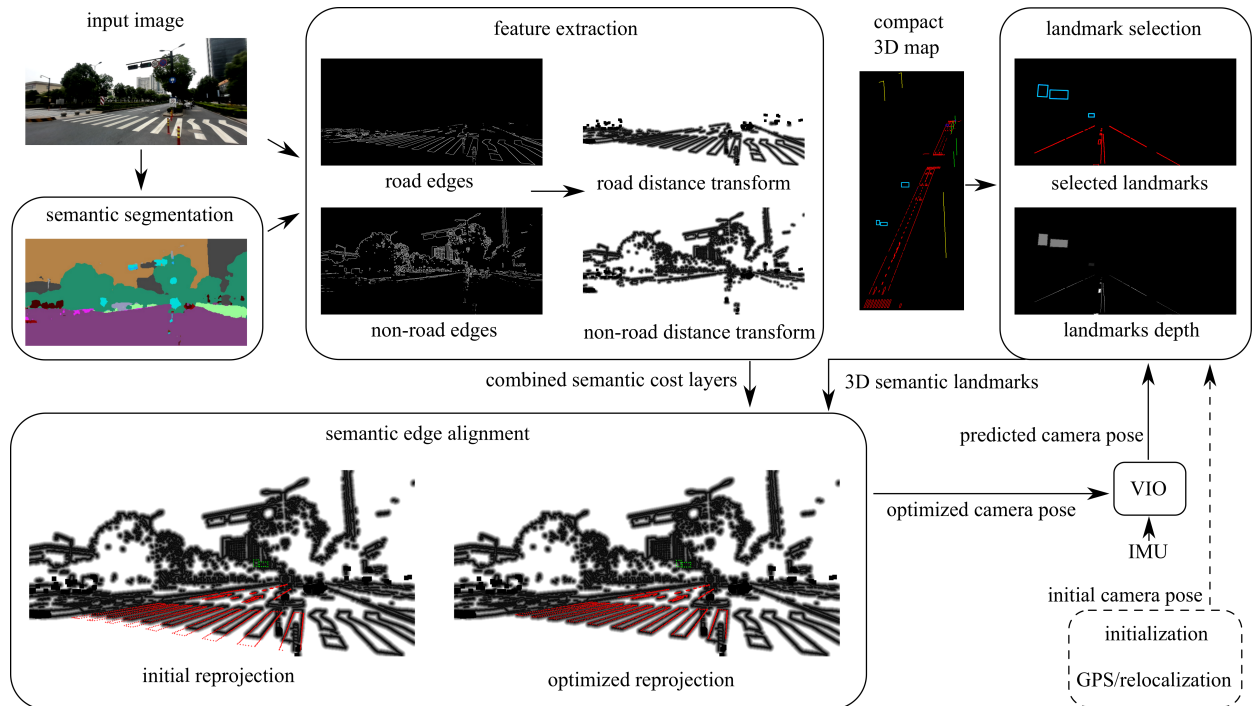 input image
semantic segmentation
feature extraction
road edges
road distance transform
non-road edges
non-road distance transform
compact
3D map
landmark selection
selected landmarks
landmarks depth
combined semantic cost layers
3D semantic landmarks
semantic edge alignment
initial reprojection
optimized reprojection
optimized camera pose
predicted camera pose
VIO
IMU
initial camera pose
initialization
GPS/relocalization